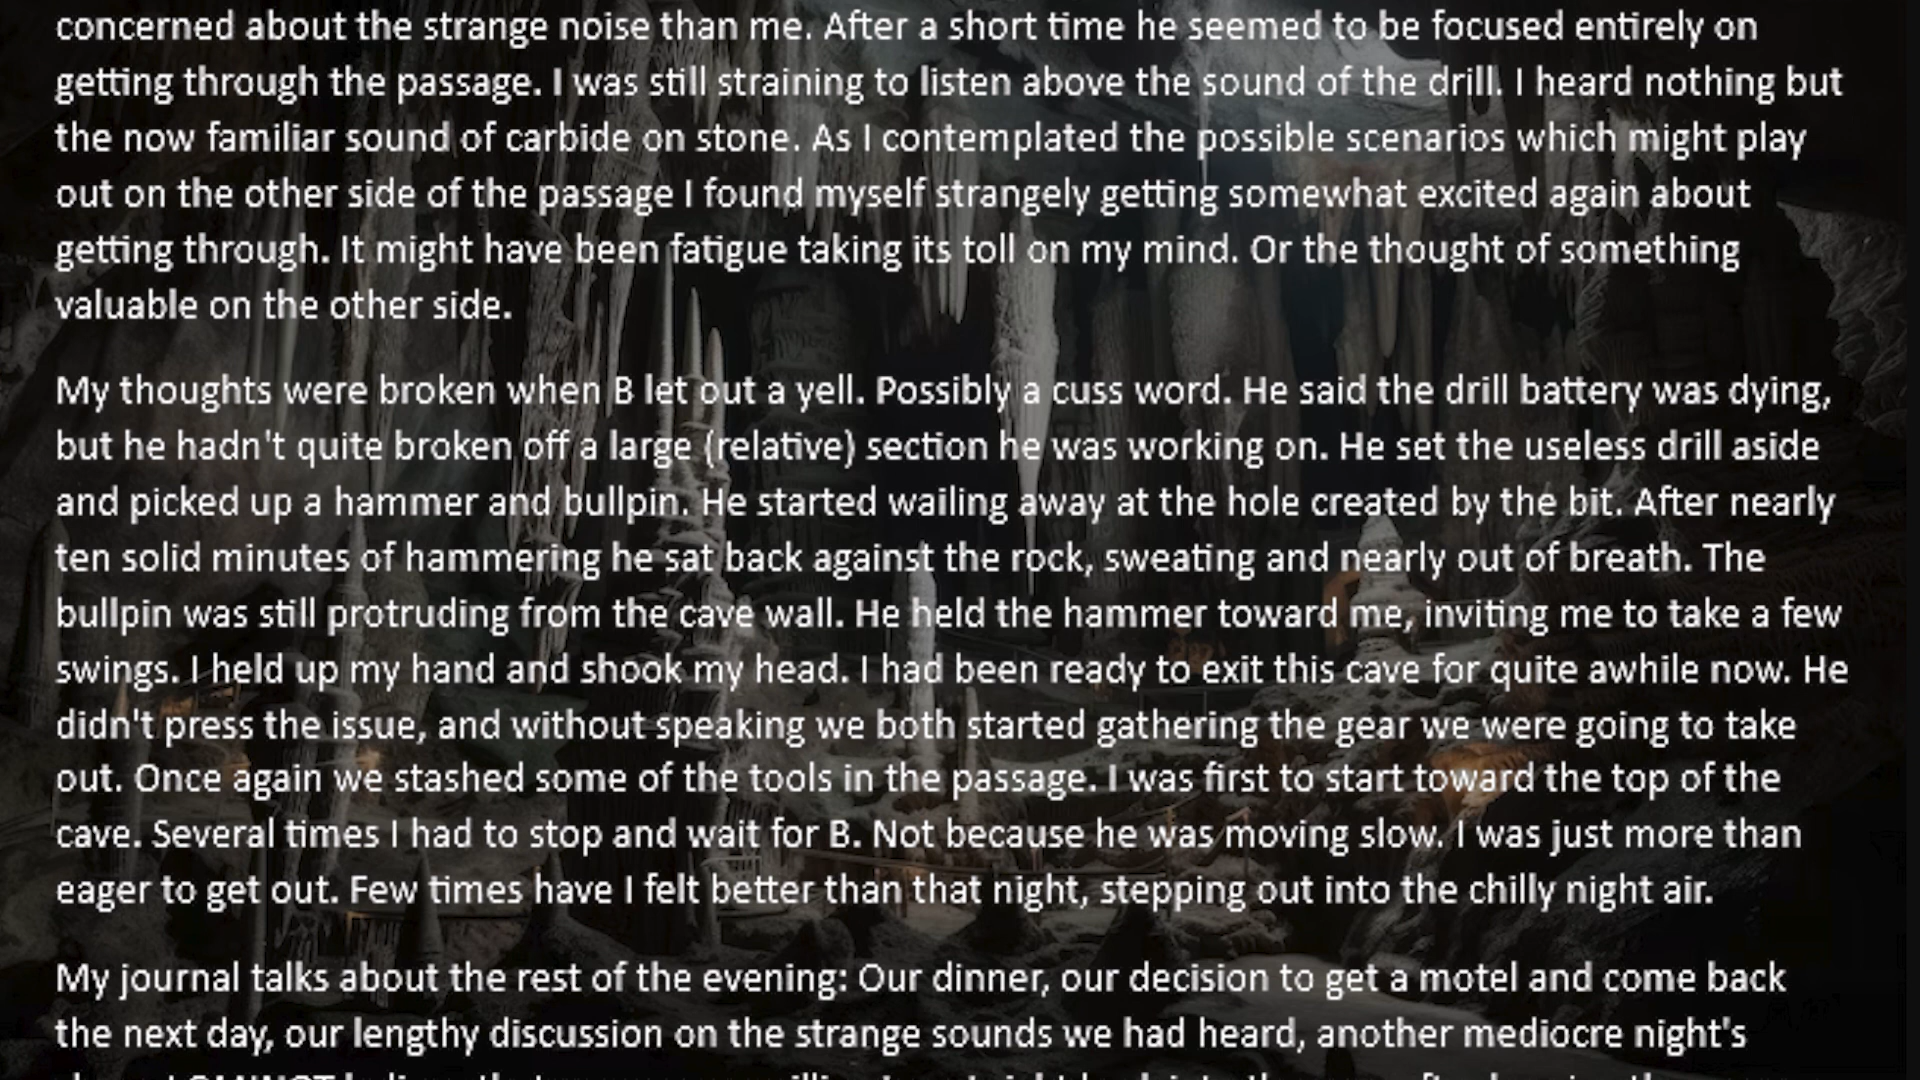 concerned about the strange noise than me. After a short time he seemed to be focused entirely on
getting through the passage. I was still straining to listen above the sound of the drill. I heard nothing but
the now familiar sound of carbide on stone. As I contemplated the possible scenarios which might play
out on the other side of the passage I found myself strangely getting somewhat excited again about
getting through. It might have been fatigue taking its toll on my mind. Or the thought of something
valuable on the other side.
My thoughts were broken when B let out a yell. Possibly a cuss word. He said the drill battery was dying,
but he hadn't quite broken off a large (relative) section he was working on. He set the useless drill aside
and picked up a hammer and bullpin. He started wailing away at the hole created by the bit. After nearly
ten solid minutes of hammering he sat back against the rock, sweating and nearly out of breath. The
bullpin was still protruding from the cave wall. He held the hammer toward me, inviting me to take a few
swings. I held up my hand and shook my head. I had been ready to exit this cave for quite awhile now. He
didn't press the issue, and without speaking we both started gathering the gear we were going to take
out. Once again we stashed some of the tools in the passage. I was first to start toward the top of the
cave. Several times I had to stop and wait for B. Not because he was moving slow. I was just more than
eager to get out. Few times have I felt better than that night, stepping out into the chilly night air.
My journal talks about the rest of the evening: Our dinner, our decision to get a motel and come back
the next day, our lengthy discussion on the strange sounds we had heard, another mediocre night's